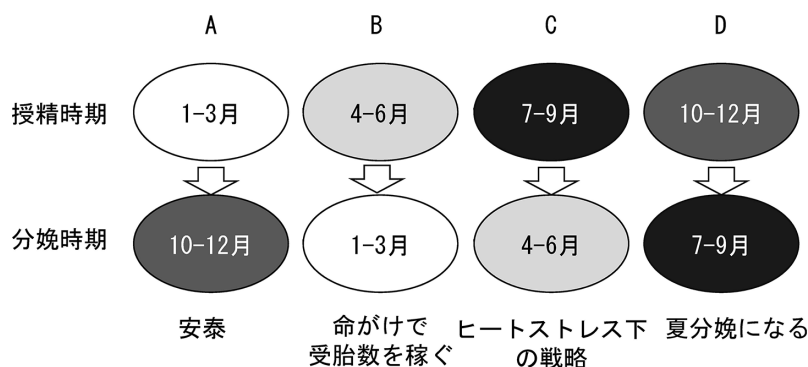 A B C D
授精時期 1-3月 4-6月 7-9月 10-12月
分娩時期 10-12月 1-3月 4-6月 7-9月
安泰
命がけで
受胎数を稼ぐ
ヒートストレス下
の戦略
夏分娩になる